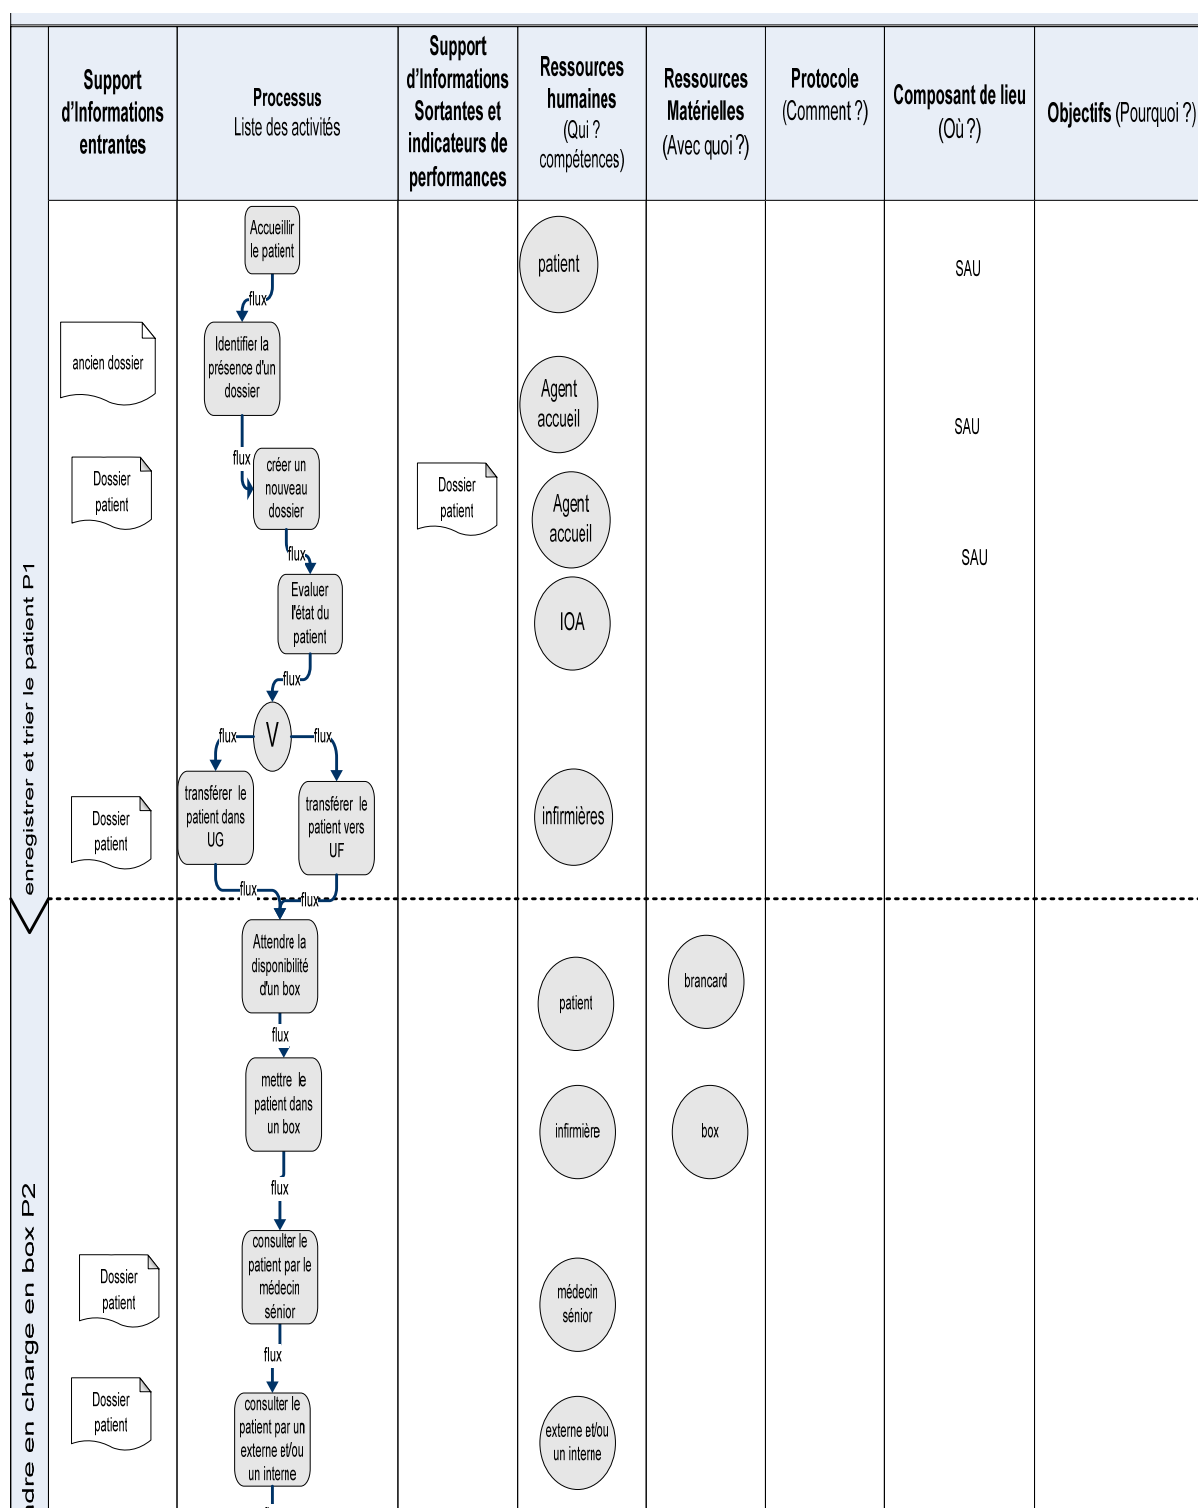 Support
d'Informations
entrantes
Processus
Liste des activités
Support
d'Informations
Sortantes et
indicateurs de
performances
Ressources
humaines
(Qui ?
compétences)
Ressources
Matérielles
(Avec quoi ?)
Protocole
(Comment ?)
Composant de lieu
(Où ?)
Objectifs (Pourquoi ?)
enregistrer et trier le patient P1
Accueillir
le patient
patient
SAU
flux
ancien dossier
Identifier la
présence d'un
dossier
Agent
accueil
SAU
flux
Dossier
patient
créer un
nouveau
dossier
Dossier
patient
Agent
accueil
SAU
flux
Evaluer
l'état du
patient
IOA
flux
V
flux
flux
Dossier
patient
transférer le
patient dans
UG
transférer le
patient vers
UF
infirmières
flux
flux
ndre en charge en box P2
Attendre la
disponibilité
d'un box
patient
brancard
flux
mettre le
patient dans
un box
infirmière
box
flux
Dossier
patient
consulter le
patient par le
médecin
sénior
médecin
sénior
flux
Dossier
patient
consulter le
patient par un
externe et/ou
un interne
externe et/ou
un interne